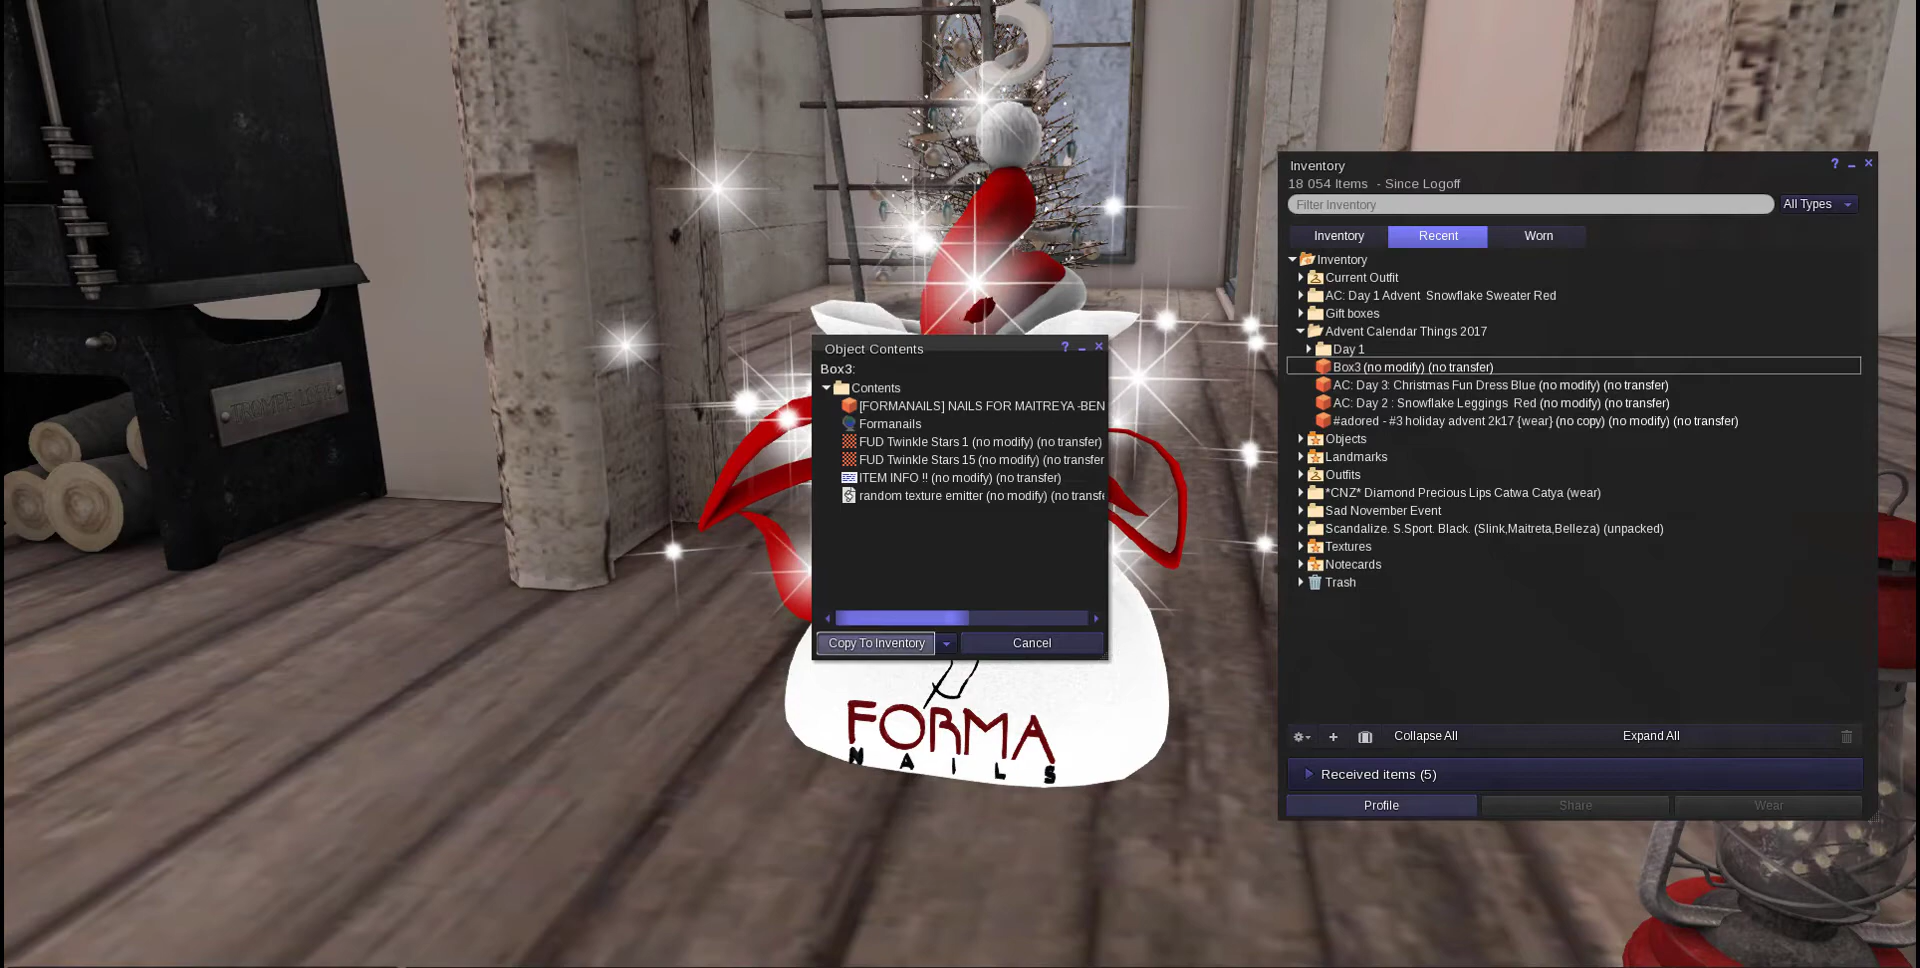 3
TROMPE LOEIL
Object Contents
Box3:
Contents
[FORMANAILS] NAILS FOR MAITREYA -BEN
Formanails
FUD Twinkle Stars 1 (no modify) (no transfer)
FUD Twinkle Stars 15 (no modify) (no transfer
ITEM INFO !! (no modify) (no transfer)
random texture emitter (no modify) (no transfe
Copy To Inventory
Cancel
FORMA
NAILS
Inventory
18 054 Items - Since Logoff
Filter Inventory
All Types
Inventory Recent Worn
Inventory
Current Outfit
AC: Day 1 Advent Snowflake Sweater Red
Gift boxes
Advent Calendar Things 2017
Day 1
Box3 (no modify) (no transfer)
AC: Day 3: Christmas Fun Dress Blue (no modify) (no transfer)
AC: Day 2 : Snowflake Leggings Red (no modify) (no transfer)
#adored - #3 holiday advent 2k17 {wear} (no copy) (no modify) (no transfer)
Objects
Landmarks
Outfits
*CNZ* Diamond Precious Lips Catwa Catya (wear)
Sad November Event
Scandalize. S.Sport. Black. (Slink,Maitreta,Belleza) (unpacked)
Textures
Notecards
Trash
Collapse All Expand All
Received items (5)
Profile Share Wear